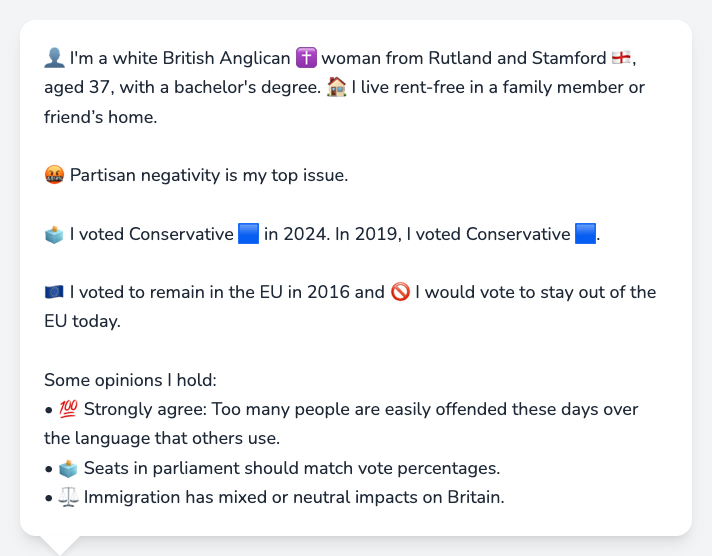 👤 I'm a white British Anglican ✝️ woman from Rutland and Stamford 🏴󠁧󠁢󠁥󠁮󠁧󠁿,
aged 37, with a bachelor's degree. 🏠 I live rent-free in a family member or
friend’s home.
🤬 Partisan negativity is my top issue.
🗳️ I voted Conservative 🟦 in 2024. In 2019, I voted Conservative 🟦.
🇪🇺 I voted to remain in the EU in 2016 and 🚫 I would vote to stay out of the
EU today.
Some opinions I hold:
• 💯 Strongly agree: Too many people are easily offended these days over
the language that others use.
• 🗳️ Seats in parliament should match vote percentages.
• ⚖️ Immigration has mixed or neutral impacts on Britain.